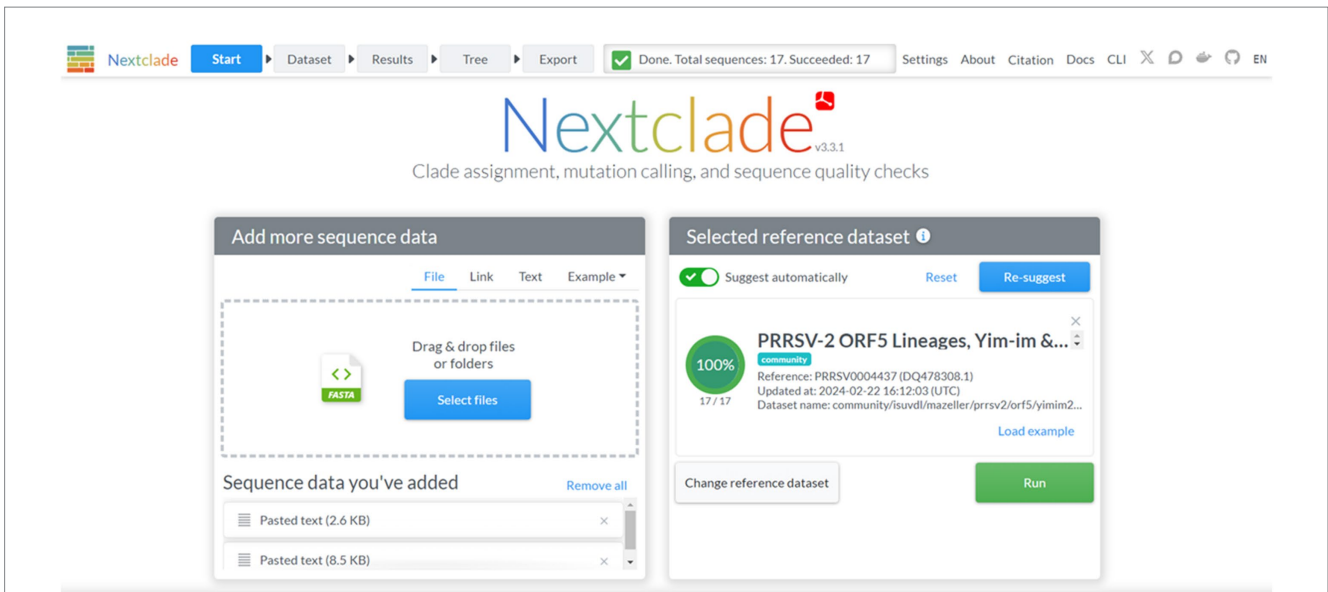 Nextclade Start Dataset Results Tree Export Done. Total sequences: 17. Succeeded: 17 Settings About Citation Docs CLI EN
Nextclade v3.3.1
Clade assignment, mutation calling, and sequence quality checks
Add more sequence data
File Link Text Example
Drag & drop files
or folders
FASTA
Select files
Sequence data you've added Remove all
Pasted text (2.6 KB)
Pasted text (8.5 KB)
Selected reference dataset
Suggest automatically Reset Re-suggest
100%
17 / 17
PRRSV-2 ORF5 Lineages, Yim-im &...
community
Reference: PRRSV0004437 (DQ478308.1)
Updated at: 2024-02-22 16:12:03 (UTC)
Dataset name: community/isuvdl/mazeller/prrsv2/orf5/yimim2...
Load example
Change reference dataset Run